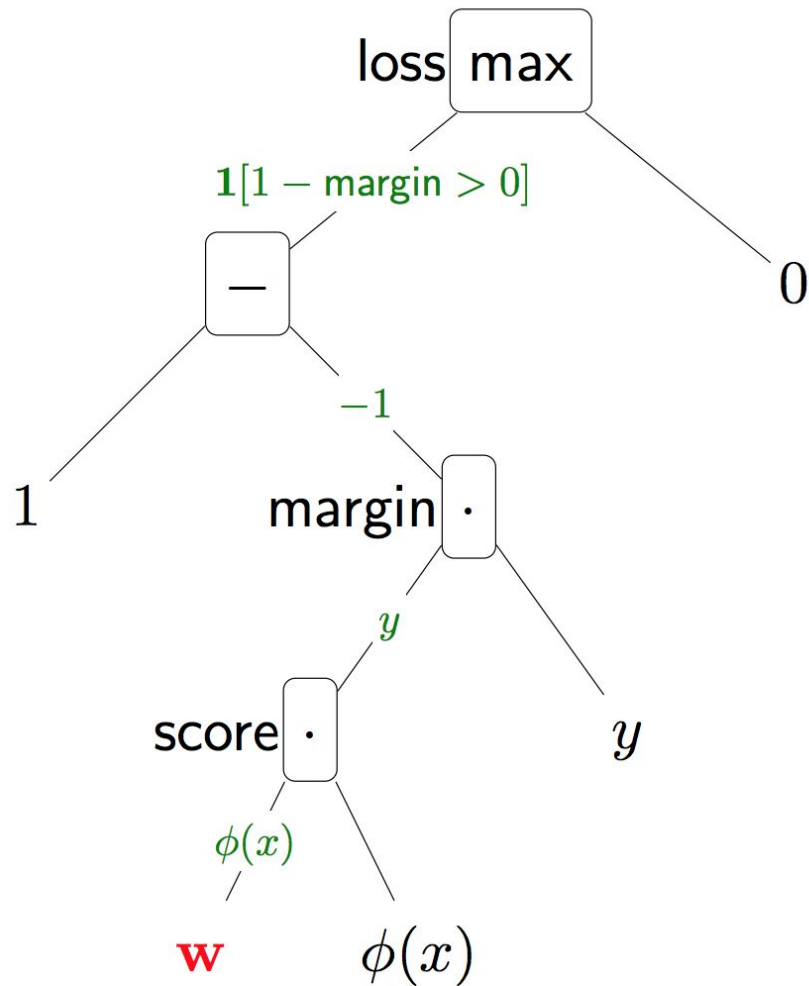 loss max
𝟏[1 − margin > 0]
−
0
−1
1
margin ·
y
score ·
y
ϕ(x)
w
ϕ(x)